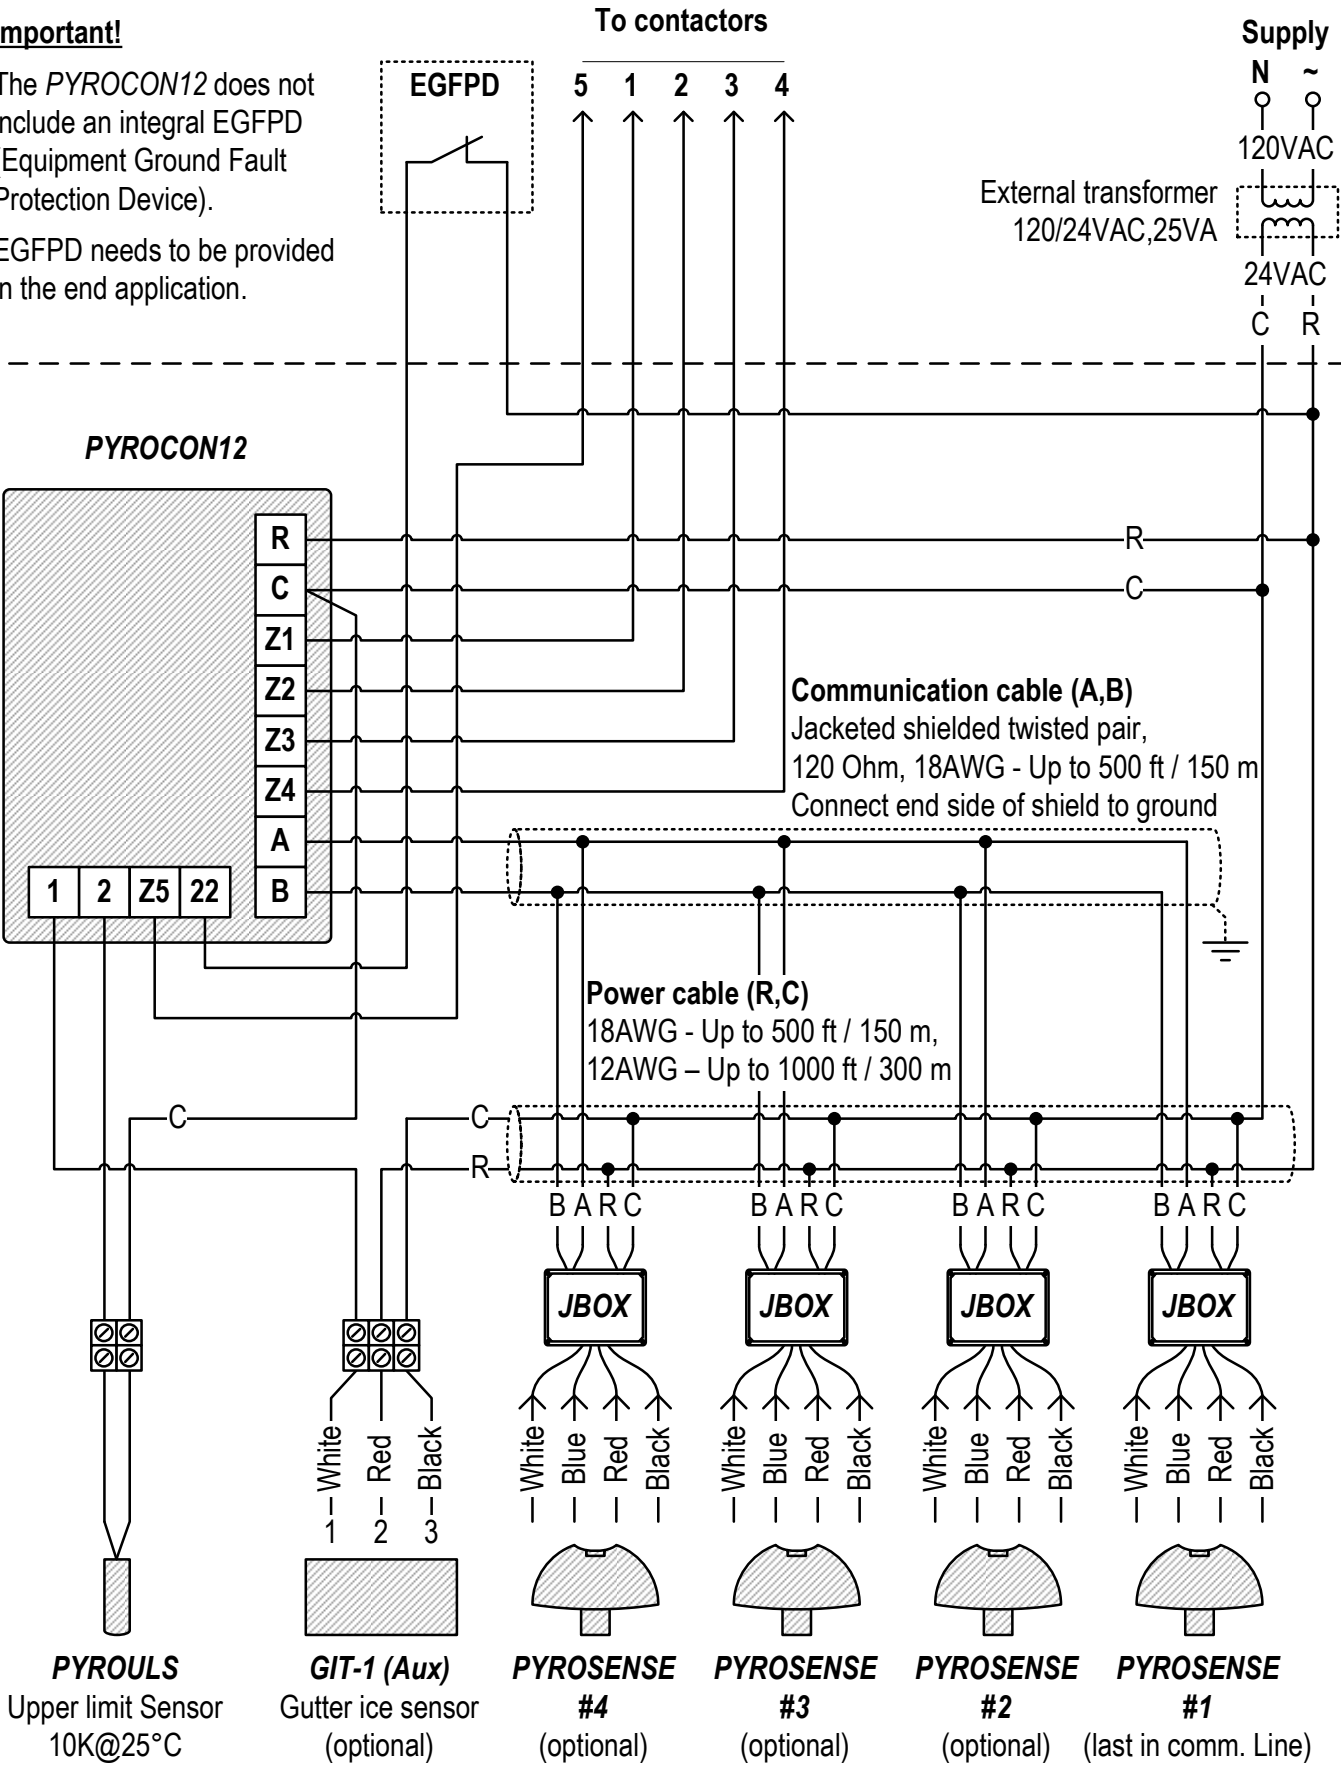 mportant!
The PYROCON12 does not
include an integral EGFPD
Equipment Ground Fault
Protection Device).
EGFPD needs to be provided
in the end application.
EGFPD
To contactors
5 1 2 3 4
Supply
N ~
120VAC
External transformer
120/24VAC,25VA
24VAC
C R
PYROCON12
R
C
Z1
Z2
Z3
Z4
A
B
1 2 Z5 22
R
C
Communication cable (A,B)
Jacketed shielded twisted pair,
120 Ohm, 18AWG - Up to 500 ft / 150 m
Connect end side of shield to ground
Power cable (R,C)
18AWG - Up to 500 ft / 150 m,
12AWG – Up to 1000 ft / 300 m
C
C
R
B A R C
B A R C
B A R C
B A R C
JBOX
JBOX
JBOX
JBOX
White Red Black
1 2 3
White Blue Red Black
White Blue Red Black
White Blue Red Black
White Blue Red Black
PYROULS
Upper limit Sensor
10K@25°C
GIT-1 (Aux)
Gutter ice sensor
(optional)
PYROSENSE
#4
(optional)
PYROSENSE
#3
(optional)
PYROSENSE
#2
(optional)
PYROSENSE
#1
(last in comm. Line)